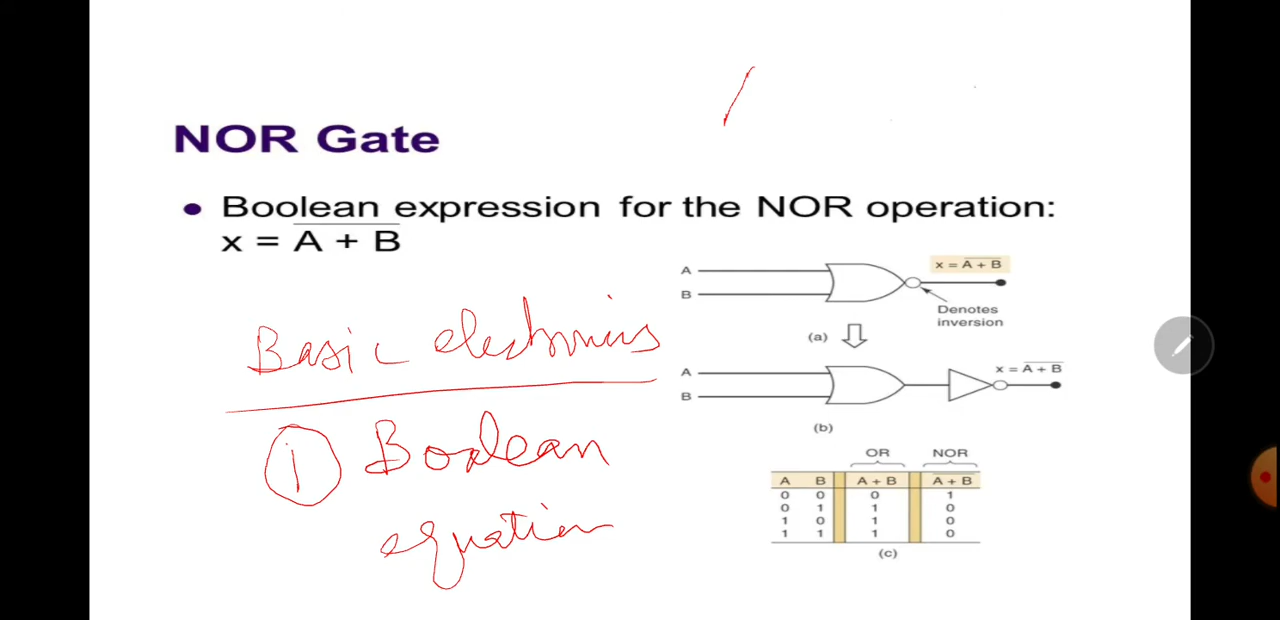 NOR Gate
• Boolean expression for the NOR operation:
x = A̅ ̅+̅ ̅B̅
A
B
x = A̅ ̅+̅ ̅B̅
Denotes
inversion
(a)
A
B
x = A̅ ̅+̅ ̅B̅
(b)
OR NOR
A B A + B A̅ ̅+̅ ̅B̅
0 0 0 1
0 1 1 0
1 0 1 0
1 1 1 0
(c)
Basic electronics
i Boolean
equation